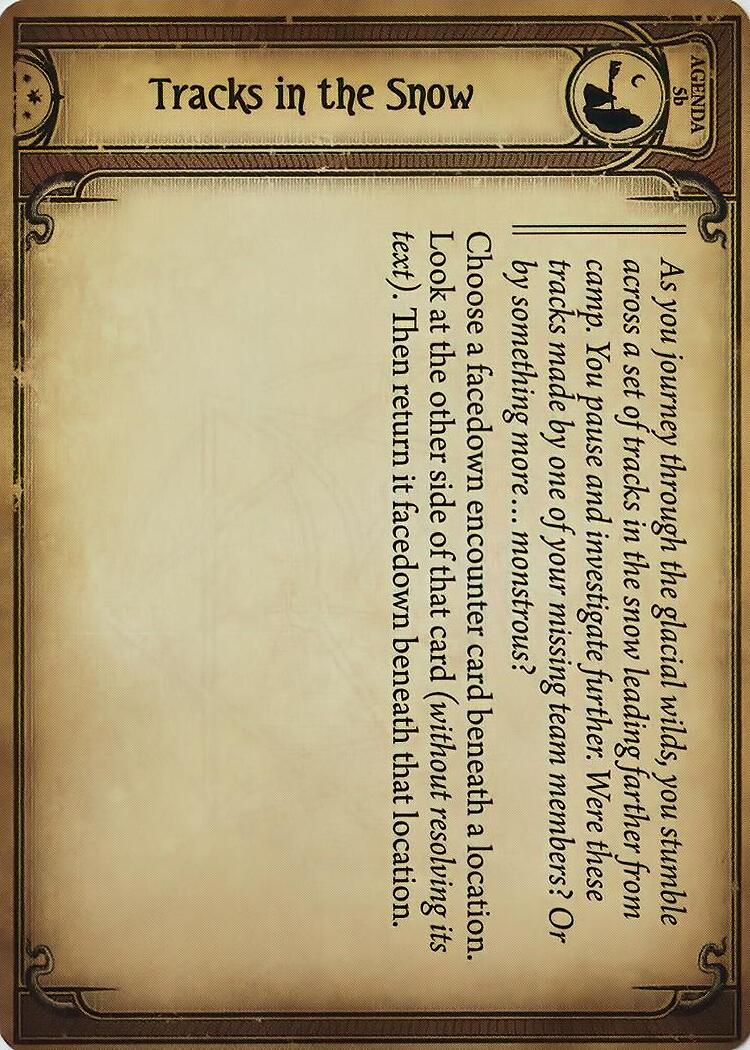 AGENDA
5b
Tracks in the Snow
As you journey through the glacial wilds, you stumble
across a set of tracks in the snow leading farther from
camp. You pause and investigate further. Were these
tracks made by one of your missing team members? Or
by something more… monstrous?
Choose a facedown encounter card beneath a location.
Look at the other side of that card (without resolving its
text). Then return it facedown beneath that location.